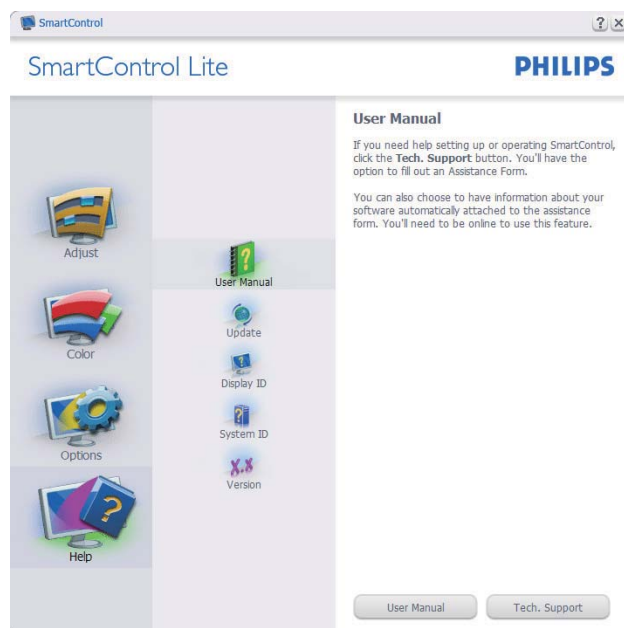 SmartControl
SmartControl Lite
PHILIPS
Adjust
Color
Options
Help
User Manual
Update
Display ID
System ID
X.X
Version
User Manual
If you need help setting up or operating SmartControl,
click the Tech. Support button. You'll have the
option to fill out an Assistance Form.
You can also choose to have information about your
software automatically attached to the assistance
form. You'll need to be online to use this feature.
User Manual
Tech. Support